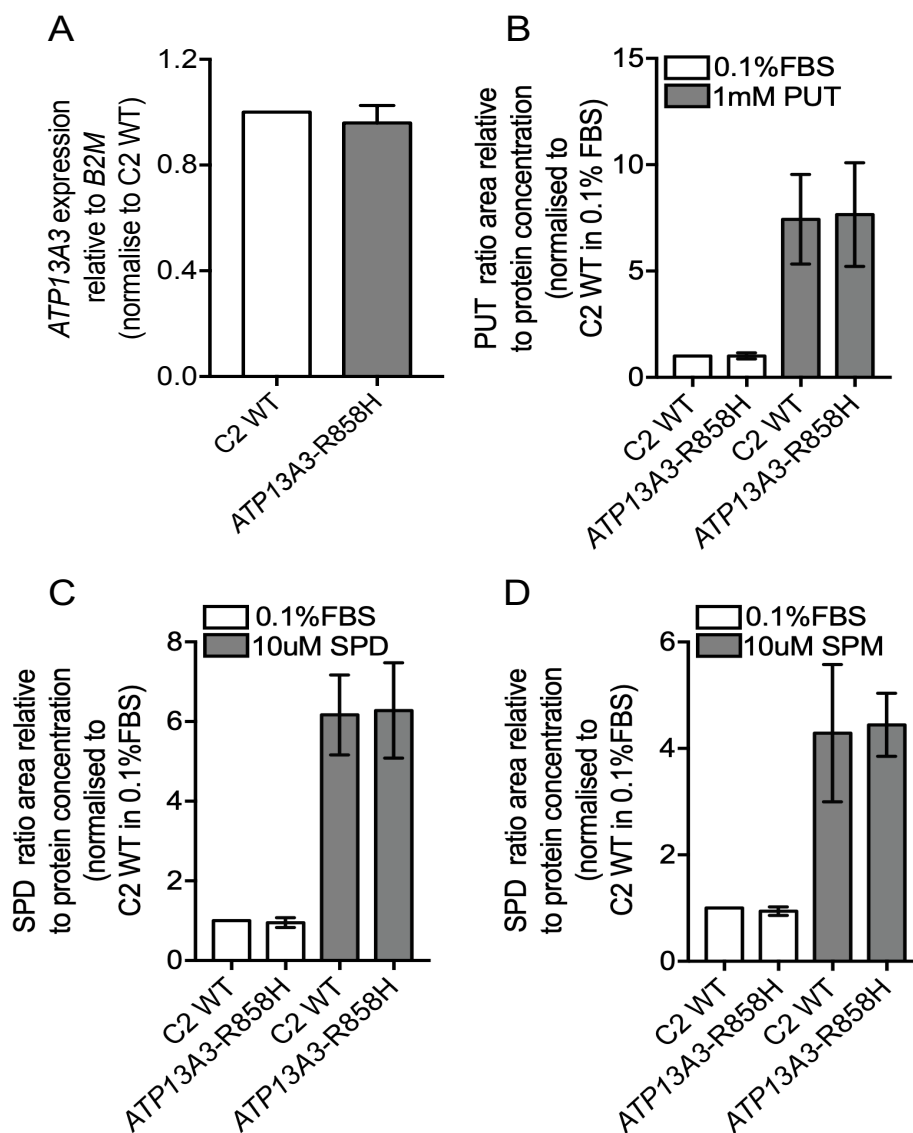 A
ATP13A3 expression
relative to B2M
(normalise to C2 WT)
1.2
0.8
0.4
0.0
C2 WT
ATP13A3-R858H
B
PUT ratio area relative
to protein concentration
(normalised to
C2 WT in 0.1% FBS)
15
10
5
0
0.1%FBS
1mM PUT
C2 WT
ATP13A3-R858H
C2 WT
ATP13A3-R858H
C
SPD ratio area relative
to protein concentration
(normalised to
C2 WT in 0.1%FBS)
8
6
4
2
0
0.1%FBS
10uM SPD
C2 WT
ATP13A3-R858H
C2 WT
ATP13A3-R858H
D
SPD ratio area relative
to protein concentration
(normalised to
C2 WT in 0.1%FBS)
6
4
2
0
0.1%FBS
10uM SPM
C2 WT
ATP13A3-R858H
C2 WT
ATP13A3-R858H